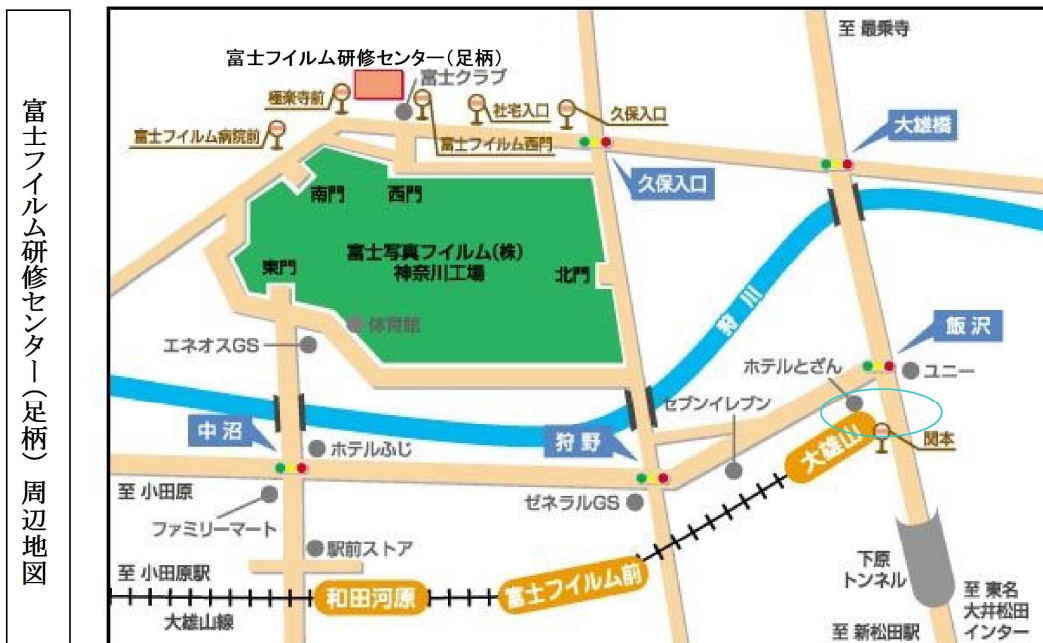 富士フイルム研修センター(足柄) 周辺地図
至 最乗寺
富士フイルム研修センター(足柄)
富士クラブ
極楽寺前
社宅入口
久保入口
富士フイルム病院前
富士フイルム西門
大雄橋
久保入口
南門
西門
富士写真フイルム(株)
神奈川工場
東門
北門
体育館
狩川
飯沢
エネオスGS
ホテルとざん
ユニー
セブンイレブン
中沼
狩野
大雄山
関本
ホテルふじ
至 小田原
ゼネラルGS
ファミリーマート
駅前ストア
下原
トンネル
至 小田原駅
和田河原
富士フイルム前
至 東名
大井松田
インター
大雄山線
至 新松田駅